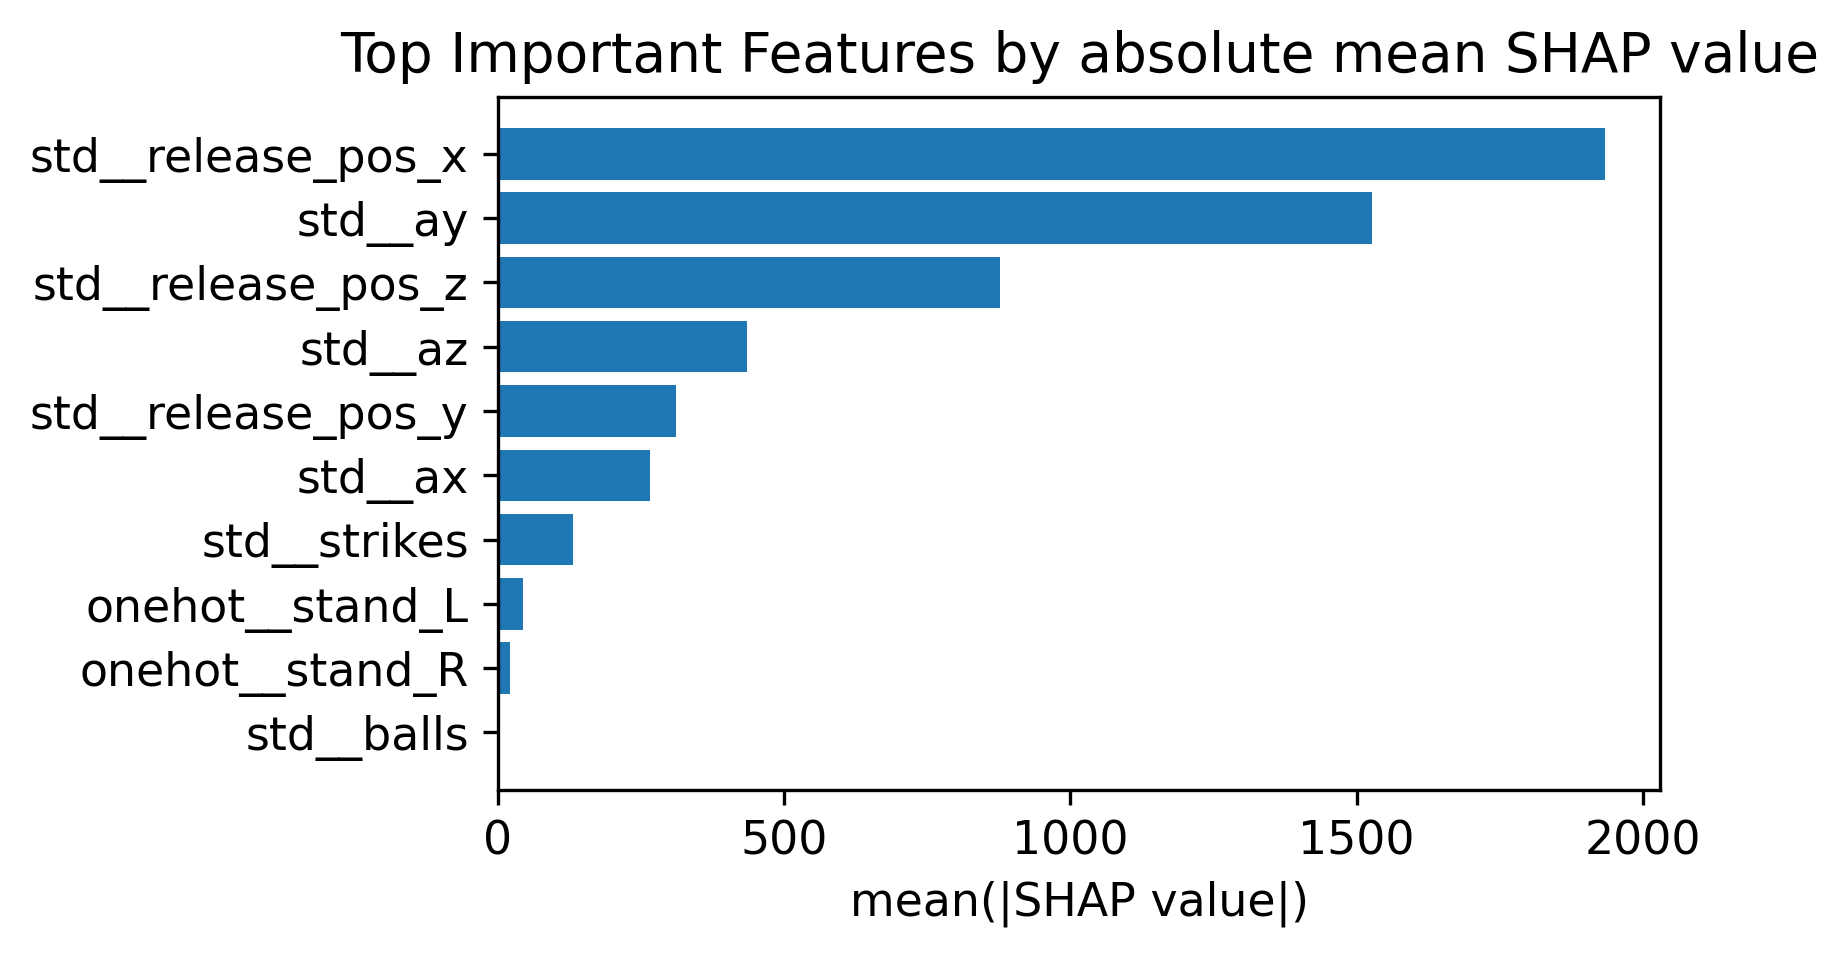 Top Important Features by absolute mean SHAP value
std__release_pos_x
std__ay
std__release_pos_z
std__az
std__release_pos_y
std__ax
std__strikes
onehot__stand_L
onehot__stand_R
std__balls
0 500 1000 1500 2000
mean(|SHAP value|)